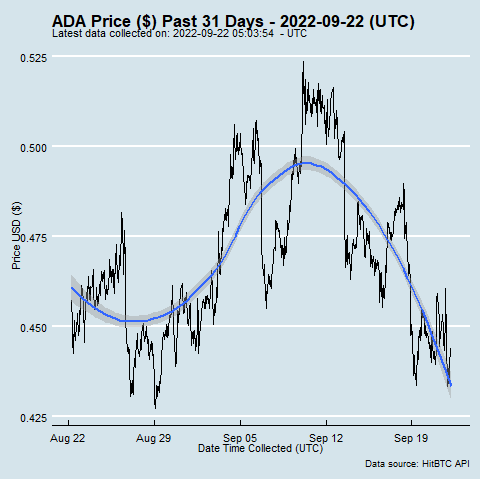 ADA Price ($) Past 31 Days - 2022-09-22 (UTC)
Latest data collected on: 2022-09-22 05:03:54 - UTC
0.525
0.500
0.475
0.450
0.425
Price USD ($)
Aug 22 Aug 29 Sep 05 Sep 12 Sep 19
Date Time Collected (UTC)
Data source: HitBTC API